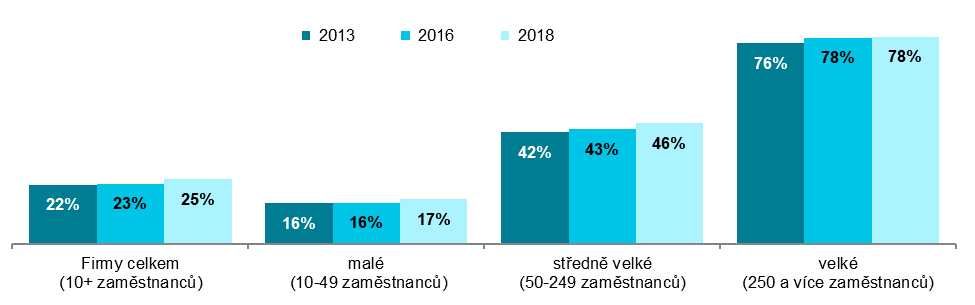 2013 2016 2018
22% 23% 25% 16% 16% 17% 42% 43% 46% 76% 78% 78%
Firmy celkem malé středně velké velké
(10+ zaměstnanců) (10-49 zaměstnanců) (50-249 zaměstnanců) (250 a více zaměstnanců)